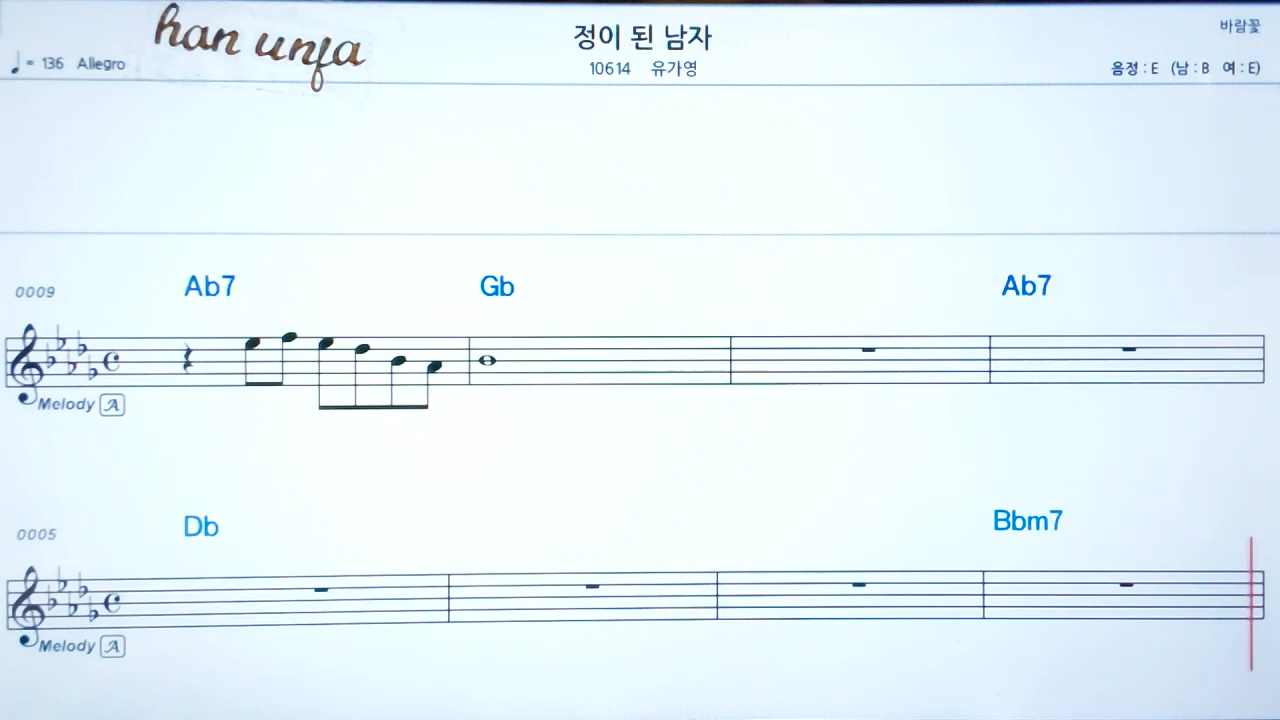 han unfa
정이 된 남자
바람꽃
♩ = 136 Allegro
10614 유가영
음정 : E (남 : B 여 : E)
0009 Ab7 Gb Ab7
Melody A
0005 Db Bbm7
Melody A